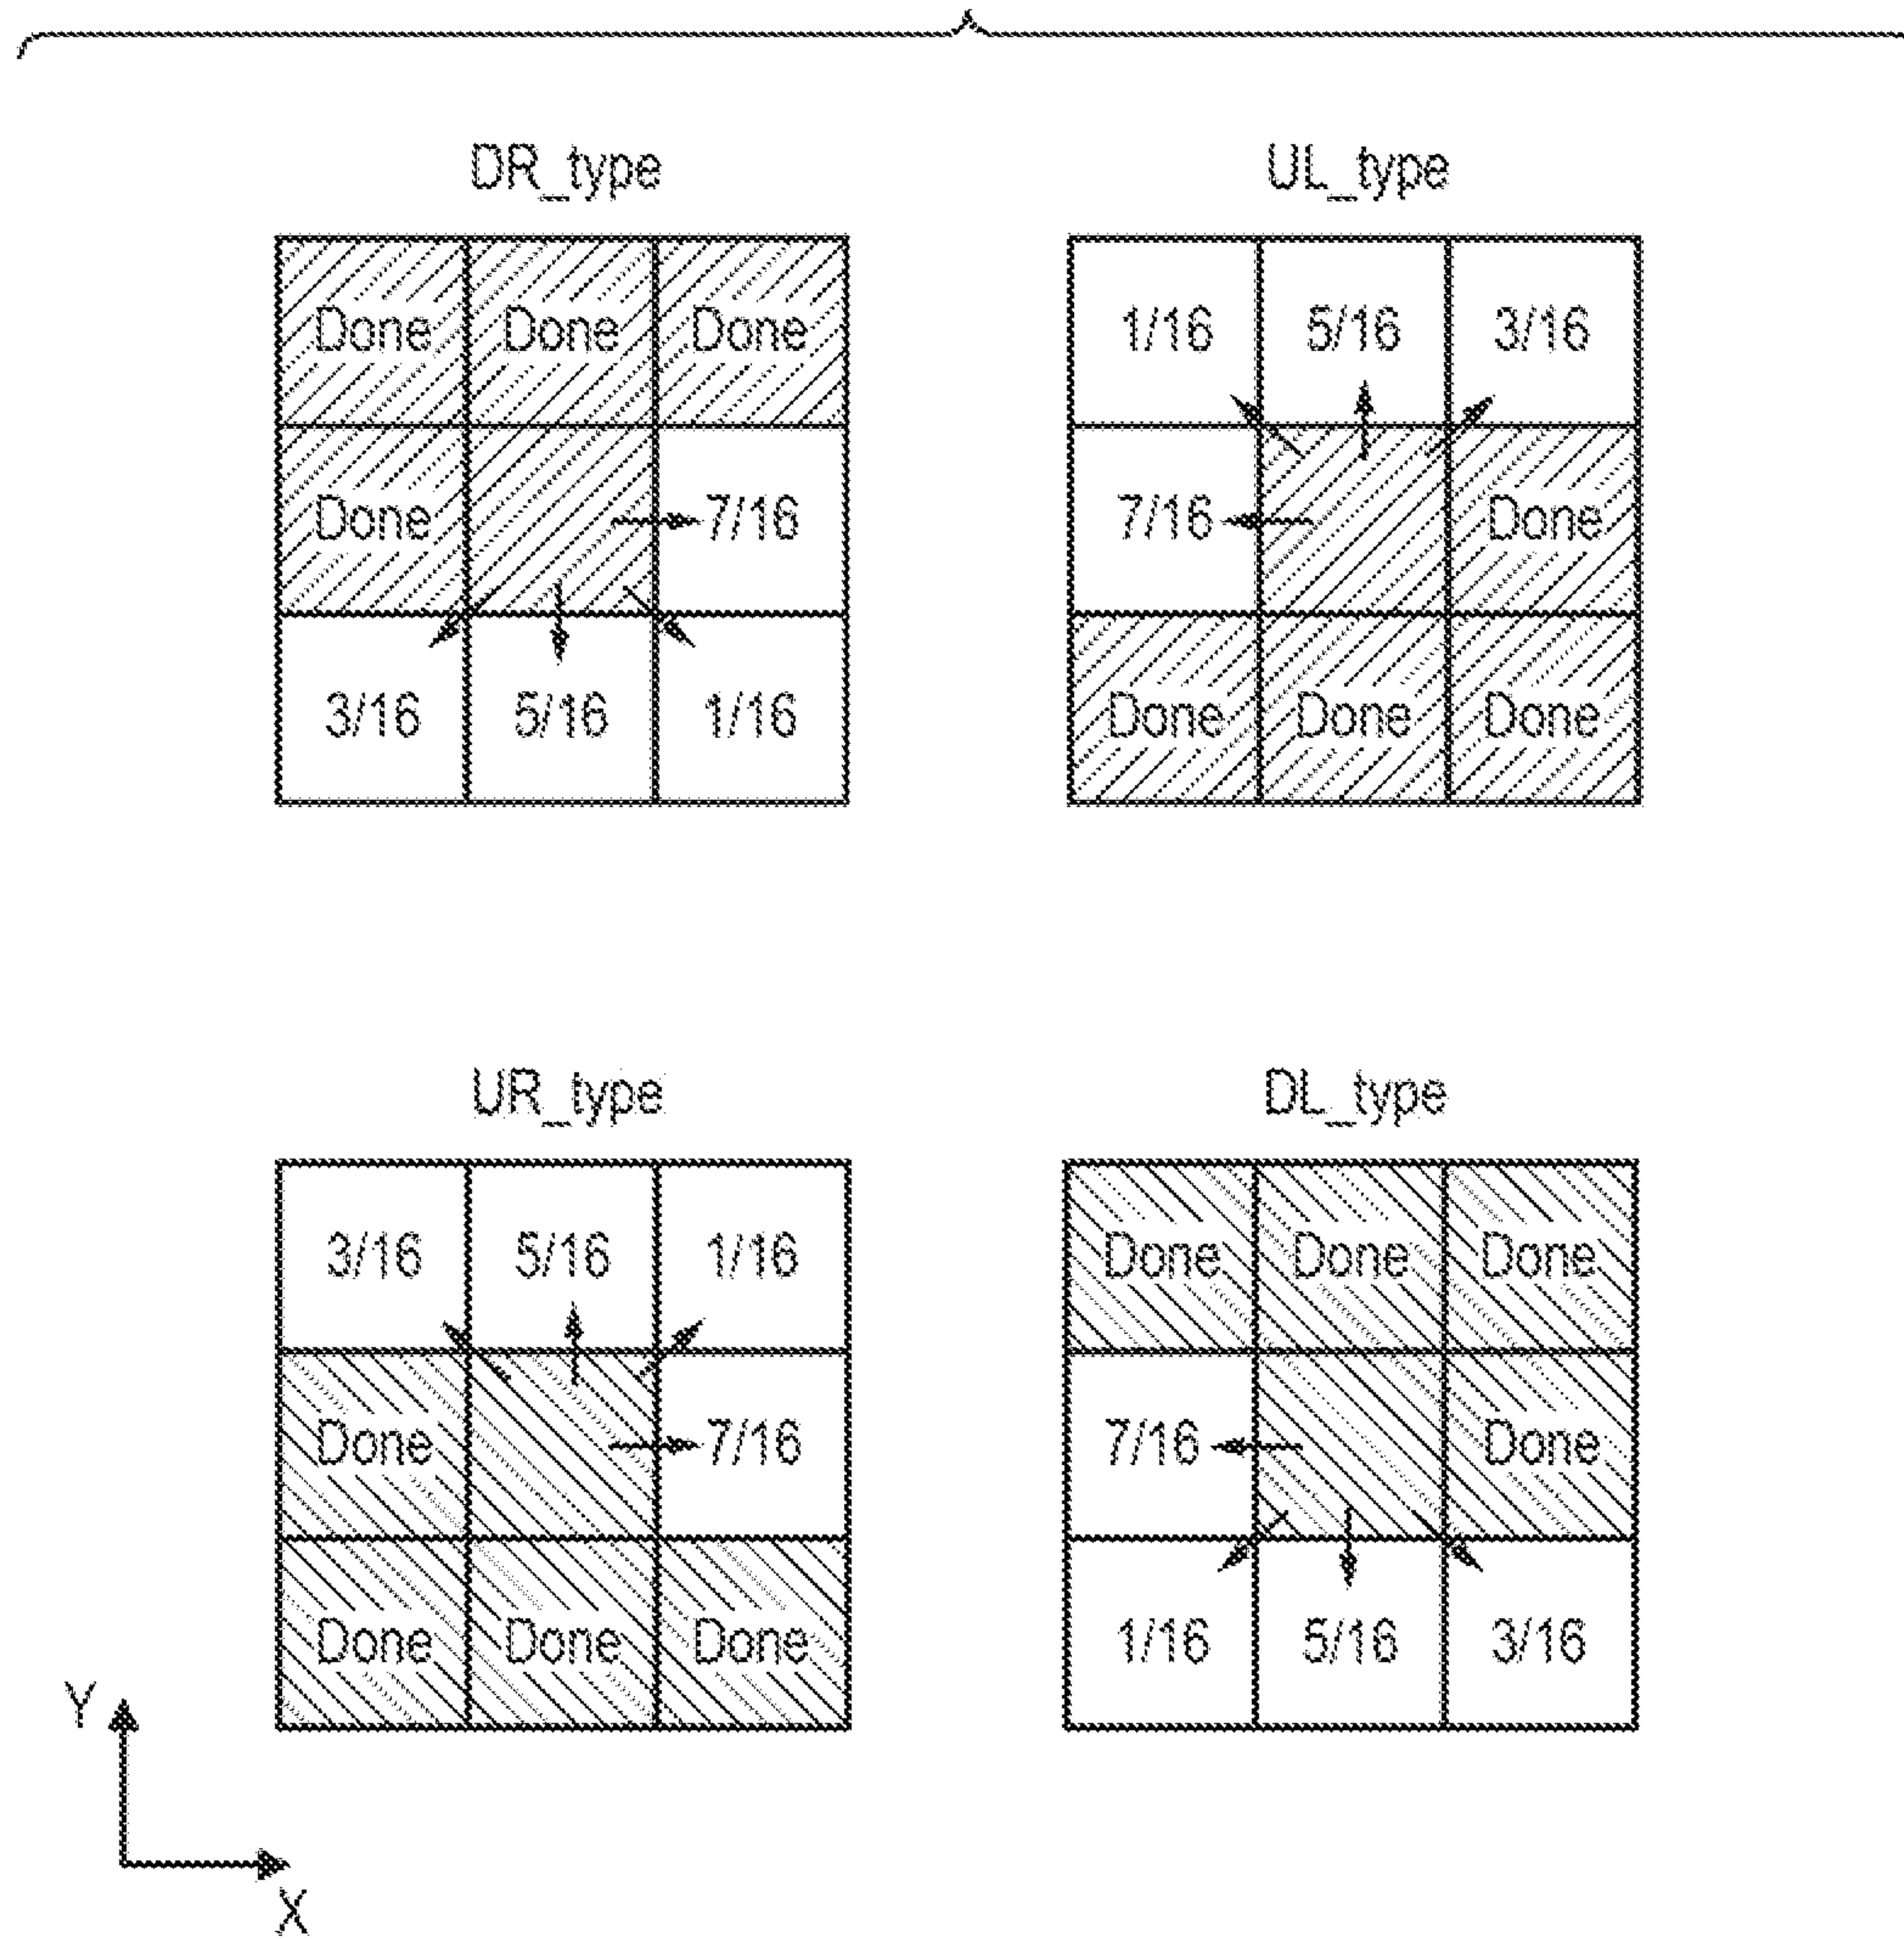 DR_type UL_type
Done Done Done 1/16 5/16 3/16
Done 7/16 7/16 Done
3/16 5/16 1/16 Done Done Done
UR_type DL_type
3/16 5/16 1/16 Done Done Done
Done 7/16 7/16 Done
Done Done Done 1/16 5/16 3/16
Y
X